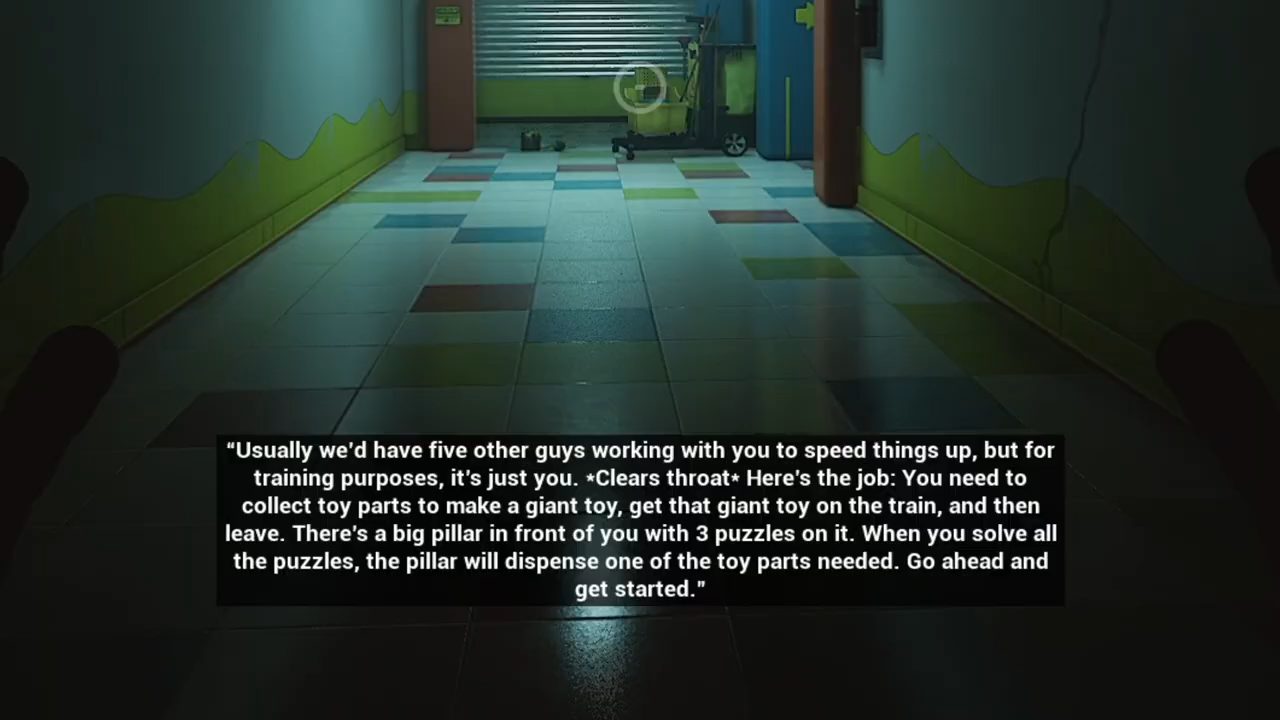 “Usually we’d have five other guys working with you to speed things up, but for
training purposes, it’s just you. *Clears throat* Here’s the job: You need to
collect toy parts to make a giant toy, get that giant toy on the train, and then
leave. There’s a big pillar in front of you with 3 puzzles on it. When you solve all
the puzzles, the pillar will dispense one of the toy parts needed. Go ahead and
get started.”